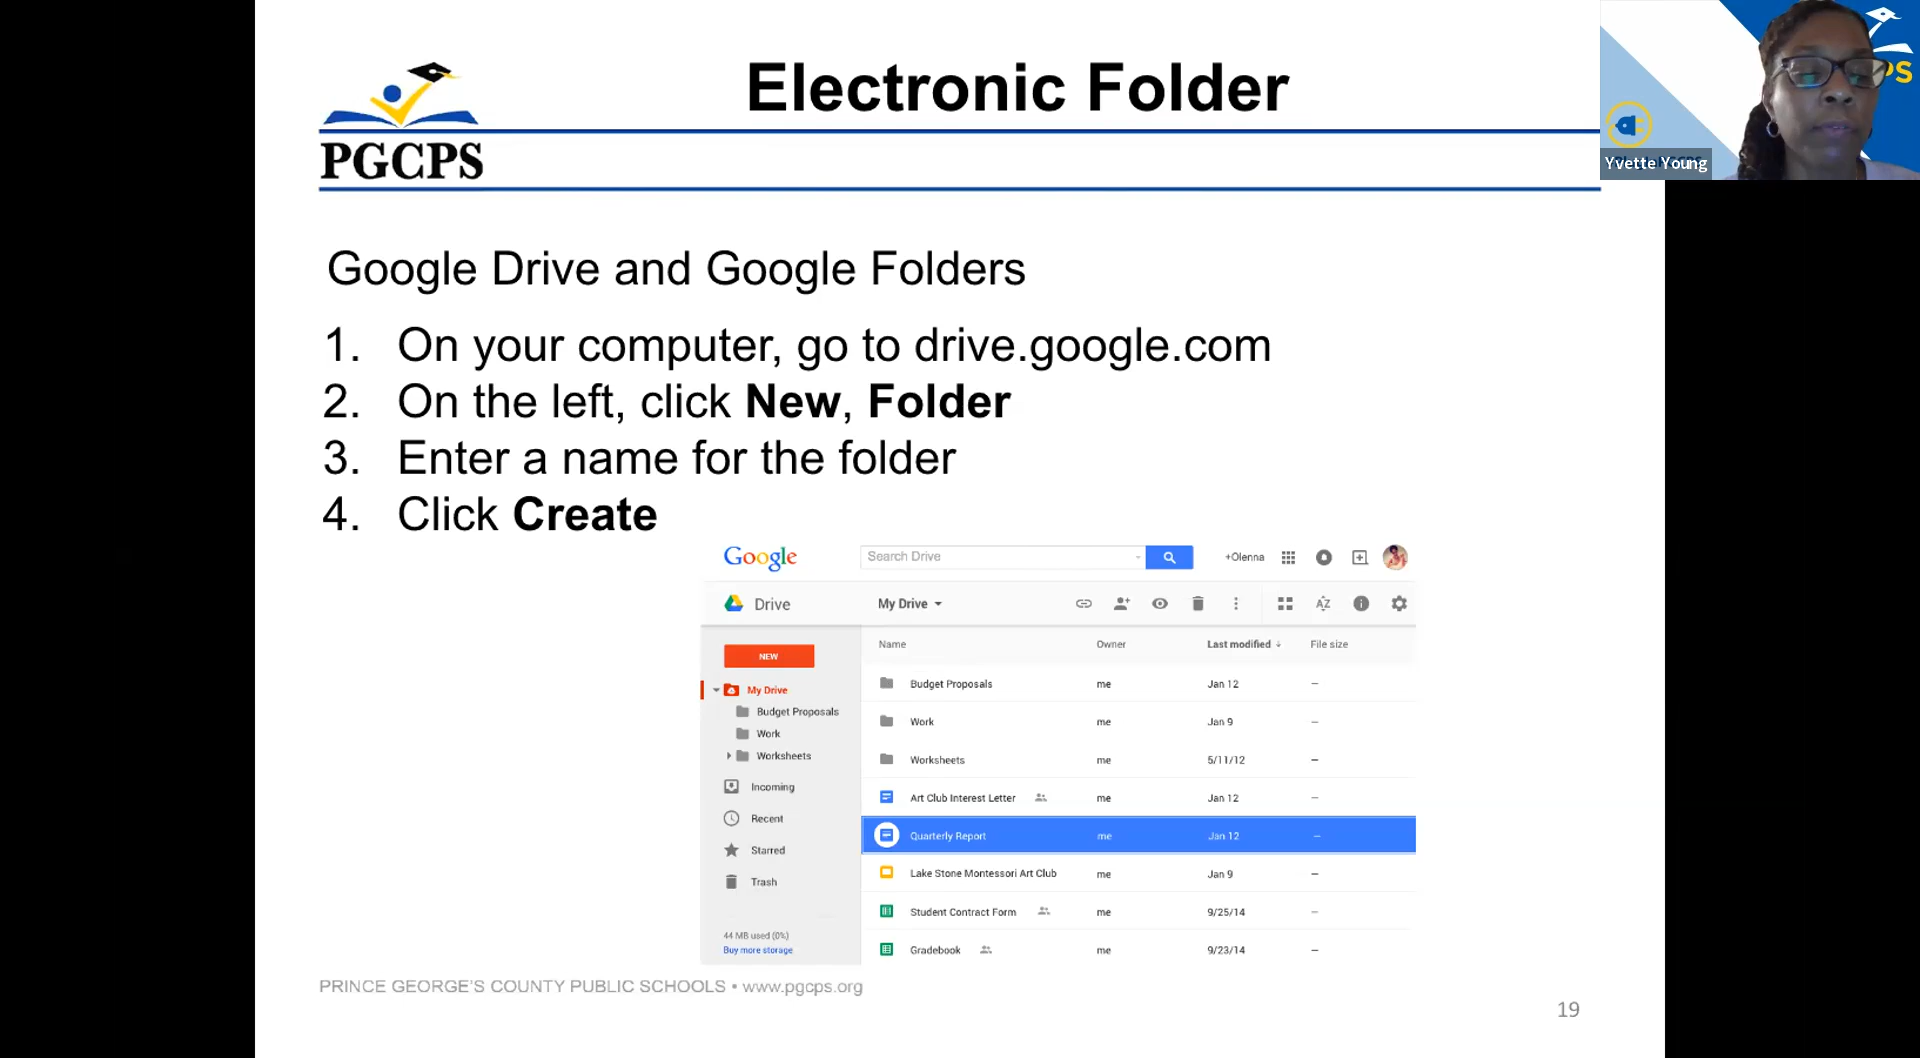 Electronic Folder
PGCPS
PS
Yvette Young
Google Drive and Google Folders
1. On your computer, go to drive.google.com
2. On the left, click New, Folder
3. Enter a name for the folder
4. Click Create
Google
Search Drive
+Olenna
Drive
My Drive
Name Owner Last modified File size
NEW
My Drive
Budget Proposals
Work
Worksheets
Incoming
Recent
Starred
Trash
44 MB used (0%)
Buy more storage
Budget Proposals me Jan 12 –
Work me Jan 9 –
Worksheets me 5/11/12 –
Art Club Interest Letter me Jan 12 –
Quarterly Report me Jan 12 –
Lake Stone Montessori Art Club me Jan 9 –
Student Contract Form me 9/25/14 –
Gradebook me 9/23/14 –
PRINCE GEORGE'S COUNTY PUBLIC SCHOOLS • www.pgcps.org
19